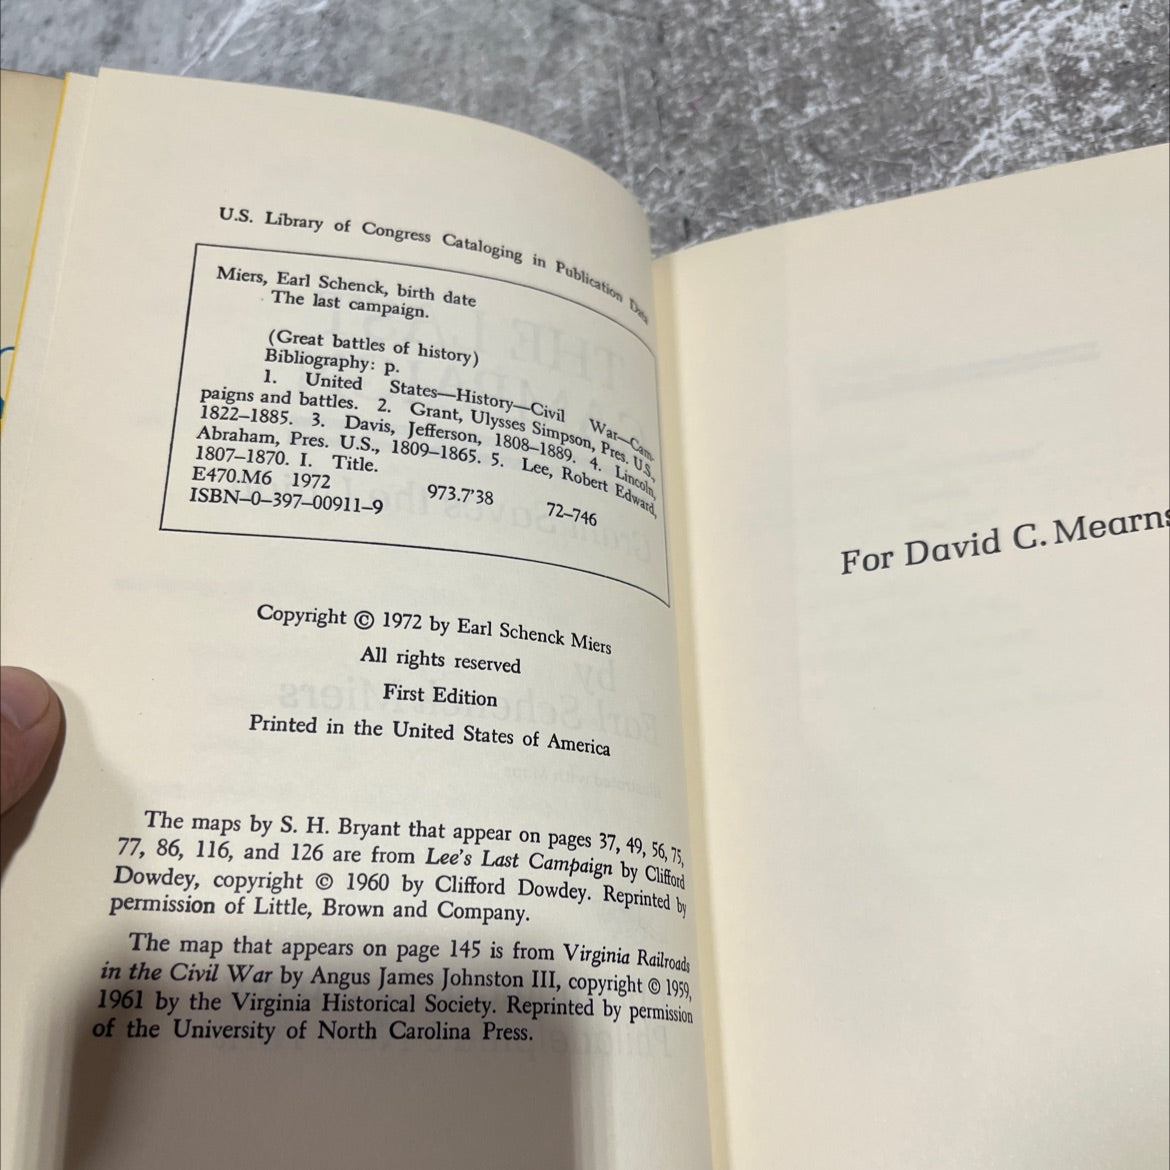 U.S. Library of Congress Cataloging in Publication Data
Miers, Earl Schenck, birth date
The last campaign.
(Great battles of history)
Bibliography: p.
1. United States—History—Civil War—Cam-
paigns and battles. 2. Grant, Ulysses Simpson, Pres. U.S.,
1822–1885. 3. Davis, Jefferson, 1808–1889. 4. Lincoln,
Abraham, Pres. U.S., 1809–1865. 5. Lee, Robert Edward,
1807–1870. I. Title.
E470.M6 1972 973.7'38 72–746
ISBN–0–397–00911–9
Copyright © 1972 by Earl Schenck Miers
All rights reserved
First Edition
Printed in the United States of America
The maps by S. H. Bryant that appear on pages 37, 49, 56, 75,
77, 86, 116, and 126 are from Lee's Last Campaign by Clifford
Dowdey, copyright © 1960 by Clifford Dowdey. Reprinted by
permission of Little, Brown and Company.
The map that appears on page 145 is from Virginia Railroads
in the Civil War by Angus James Johnston III, copyright © 1959,
1961 by the Virginia Historical Society. Reprinted by permission
of the University of North Carolina Press.
For David C. Mearns